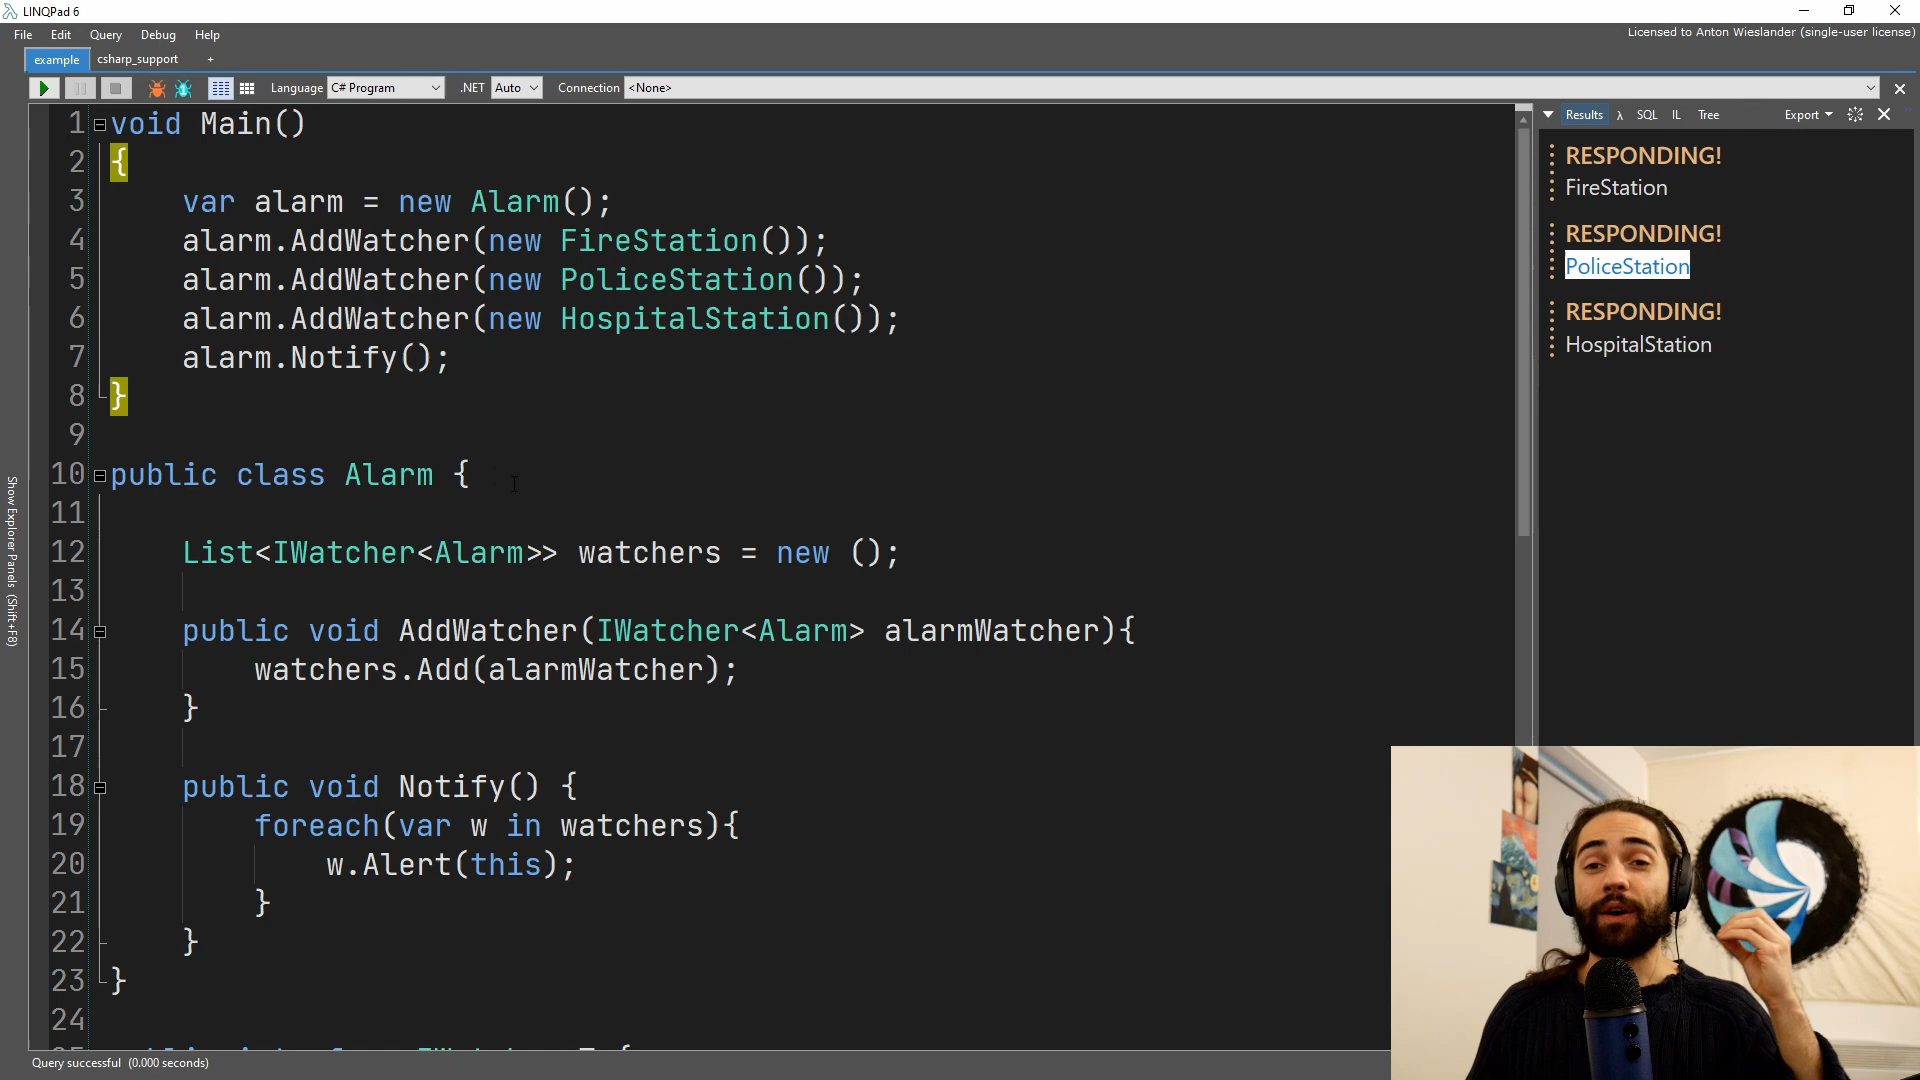 LINQPad 6
File Edit Query Debug Help
Licensed to Anton Wieslander (single-user license)
example csharp_support +
Language C# Program .NET Auto Connection <None>
Results λ SQL IL Tree Export
1 void Main()
2 {
3 var alarm = new Alarm();
4 alarm.AddWatcher(new FireStation());
5 alarm.AddWatcher(new PoliceStation());
6 alarm.AddWatcher(new HospitalStation());
7 alarm.Notify();
8 }
9
10 public class Alarm {
11
12 List<IWatcher<Alarm>> watchers = new ();
13
14 public void AddWatcher(IWatcher<Alarm> alarmWatcher){
15 watchers.Add(alarmWatcher);
16 }
17
18 public void Notify() {
19 foreach(var w in watchers){
20 w.Alert(this);
21 }
22 }
23 }
24
RESPONDING!
FireStation
RESPONDING!
PoliceStation
RESPONDING!
HospitalStation
Show Explorer Panels (Shift+F8)
Query successful (0.000 seconds)